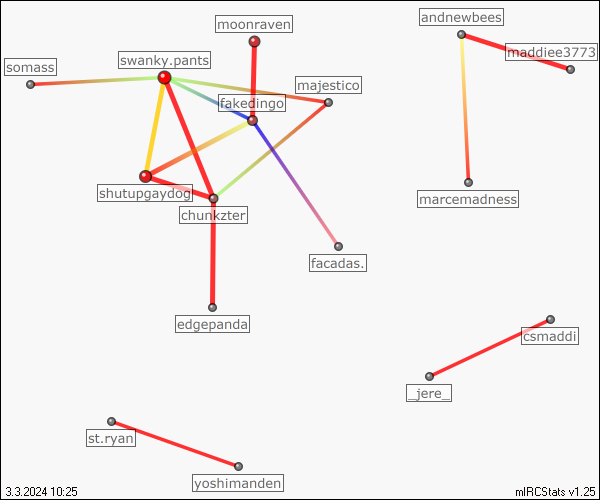 moonraven
andnewbees
maddiee3773
swanky.pants
somass
majestico
fakedingo
shutupgaydog
marcemadness
chunkzter
facadas.
edgepanda
csmaddi
_jere_
st.ryan
yoshimanden
3.3.2024 10:25
mIRCStats v1.25